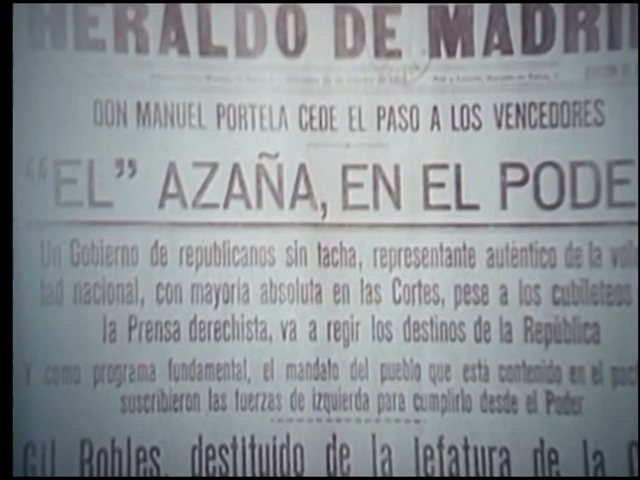 HERALDO DE MADRI
DON MANUEL PORTELA CEDE EL PASO A LOS VENCEDORES
"EL" AZAÑA, EN EL PODE
Un Gobierno de republicanos sin tacha, representante auténtico de la volu
tad nacional, con mayoría absoluta en las Cortes, pese a los cubileteos
la Prensa derechista, va a regir los destinos de la República
Y como programa fundamental, el mandato del pueblo que está contenido en el pac
suscribieron las fuerzas de izquierda para cumplirlo desde el Poder
Gil Robles, destituído de la jefatura de la